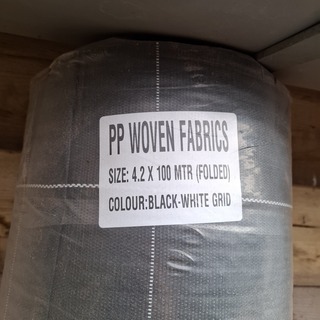 PP WOVEN FABRICS
SIZE: 4.2 X 100 MTR (FOLDED)
COLOUR:BLACK-WHITE GRID